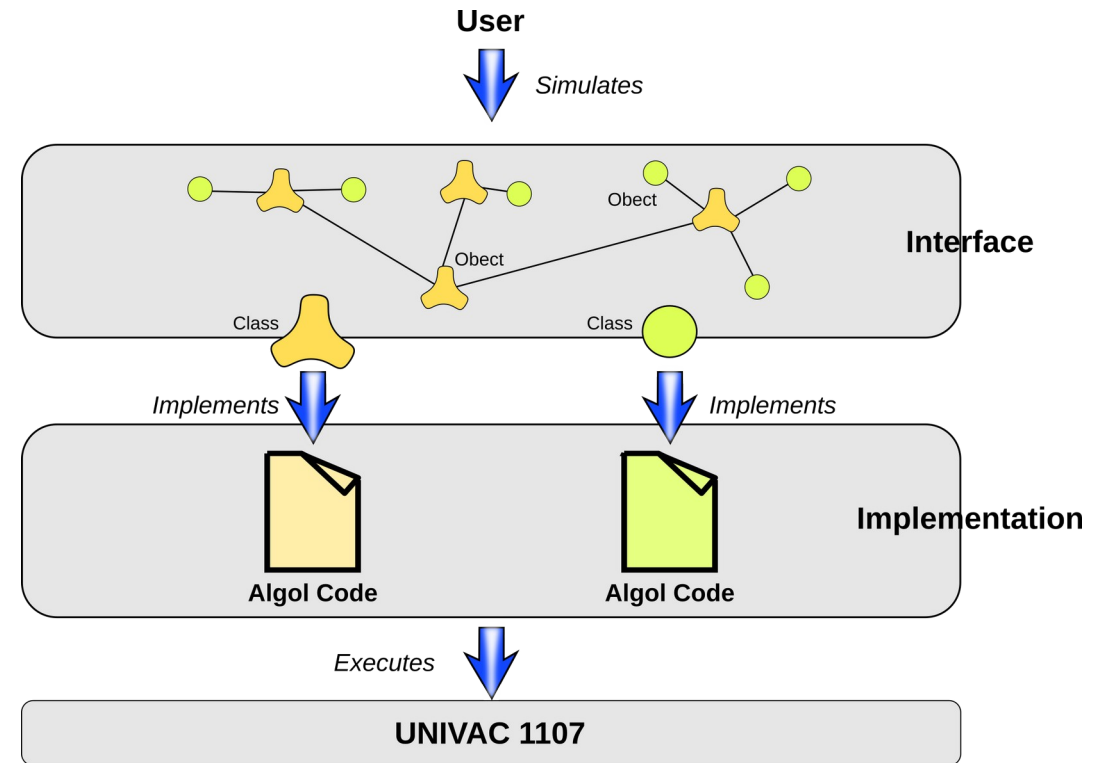 User
Simulates
Obect
Interface
Obect
Class
Class
Implements
Implements
Implementation
Algol Code
Algol Code
Executes
UNIVAC 1107